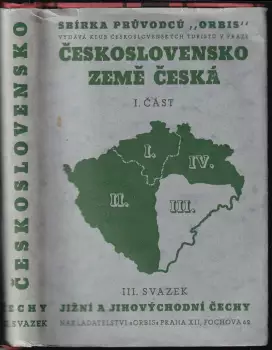 SBÍRKA PRŮVODCŮ „ORBIS"
VYDÁVÁ KLUB ČESKOSLOVENSKÝCH TURISTŮ V PRAZE
ČESKOSLOVENSKO
ZEMĚ ČESKÁ
I. ČÁST
I.
IV.
II.
III.
III. SVAZEK
JIŽNÍ A JIHOVÝCHODNÍ ČECHY
NAKLADATELSTVÍ »ORBIS« PRAHA XII, FOCHOVA 62
ČESKOSLOVENSKO
ČECHY
SVAZEK